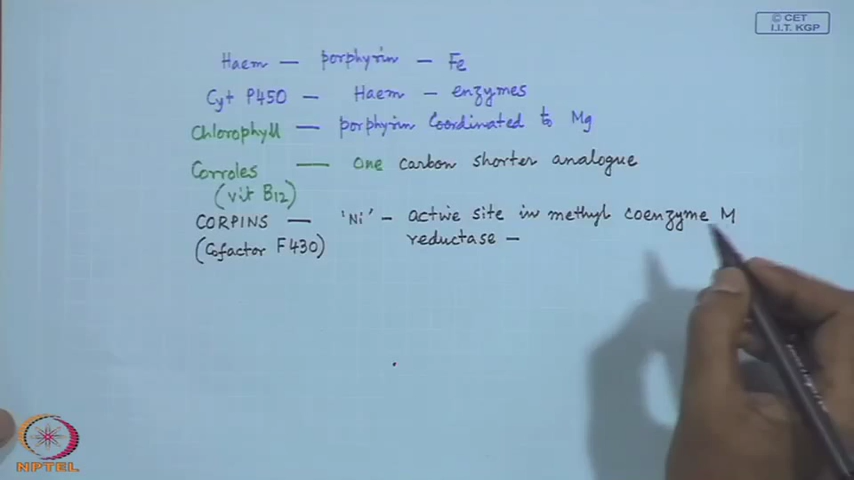 © CET
I.I.T. KGP
Haem — porphyrin — Fe
Cyt P450 — Haem — enzymes
Chlorophyll — porphyrin Coordinated to Mg
Corroles — One carbon shorter analogue
(vit B12)
CORPINS — 'Ni' - active site in methyl coenzyme M
(Cofactor F430) reductase —
NPTEL